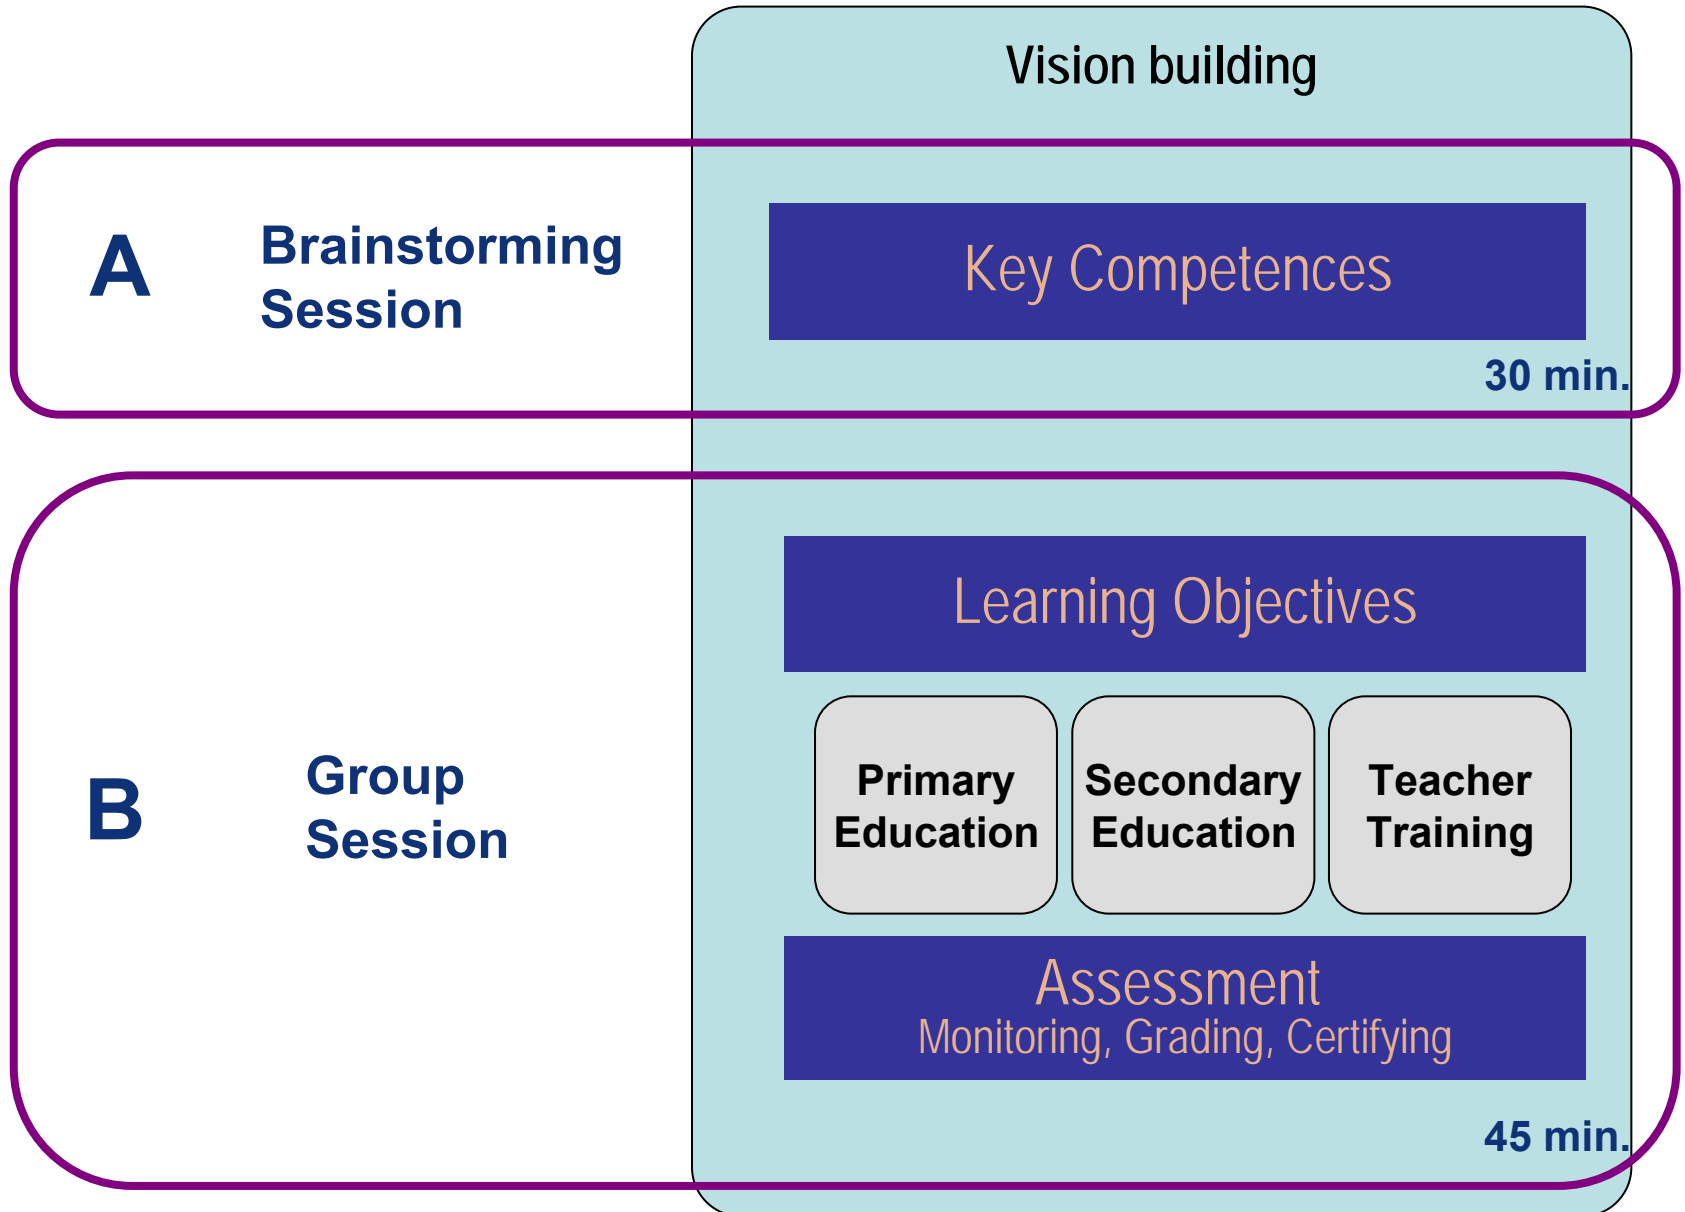 Vision building
A
Brainstorming
Session
Key Competences
30 min.
B
Group
Session
Learning Objectives
Primary
Education
Secondary
Education
Teacher
Training
Assessment
Monitoring, Grading, Certifying
45 min.